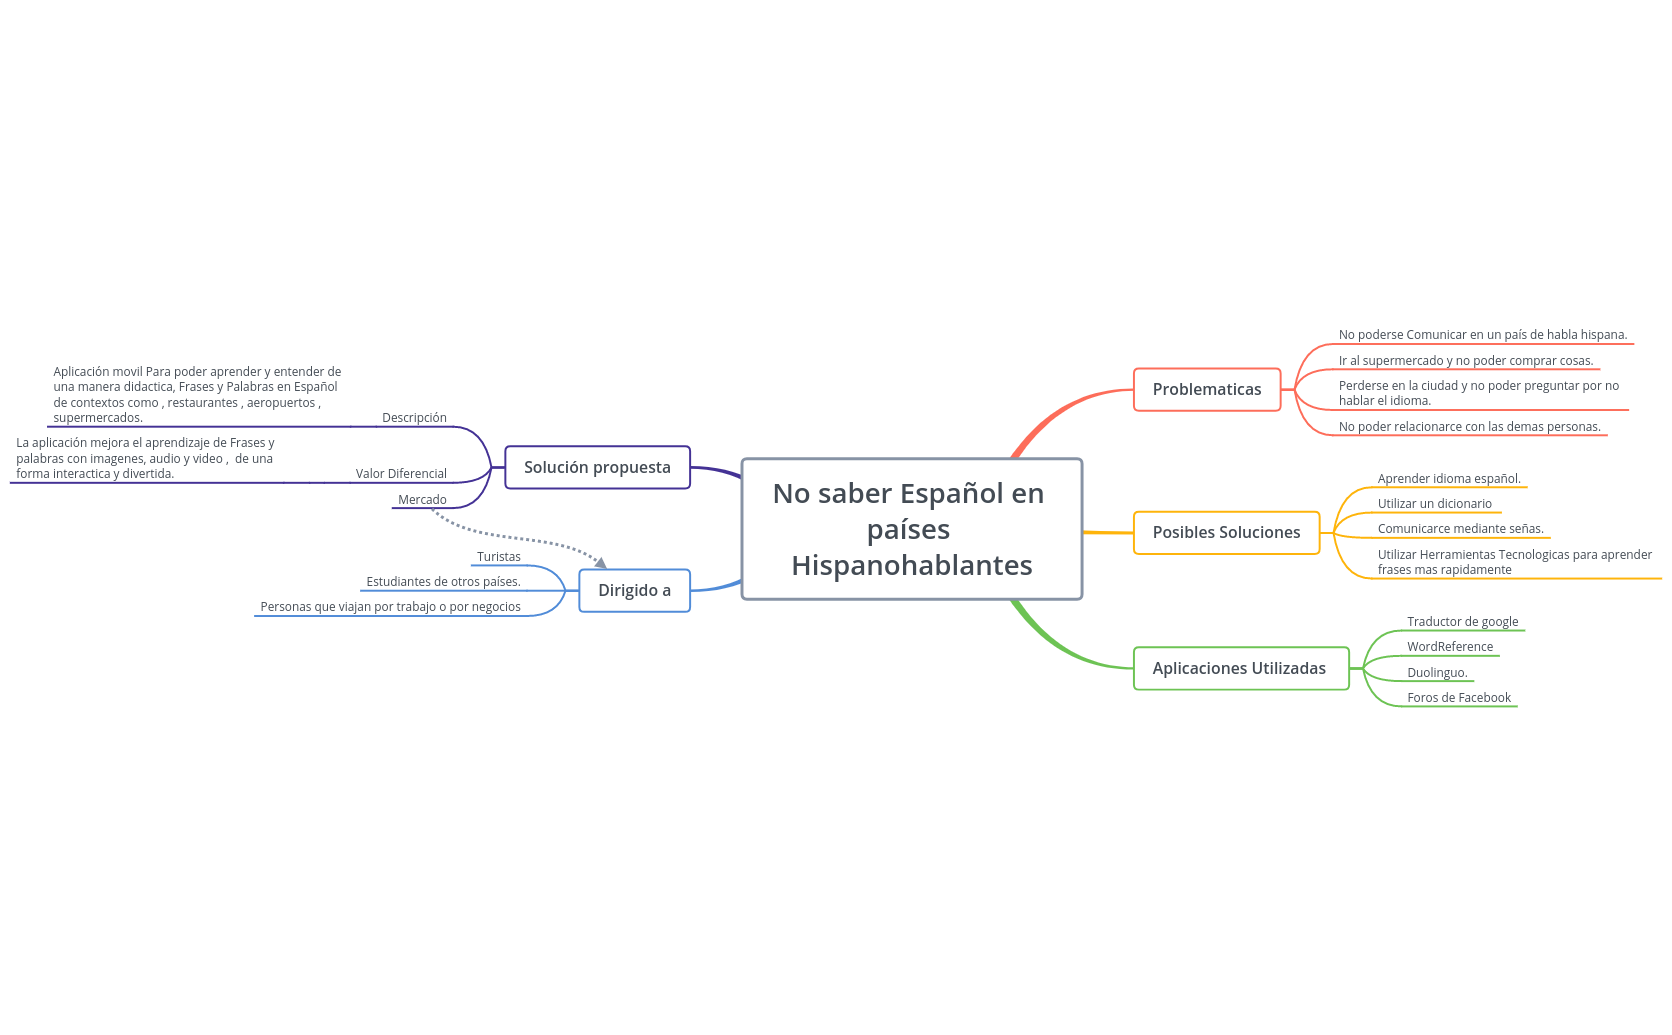 No saber Español en
países
Hispanohablantes
Problematicas
No poderse Comunicar en un país de habla hispana.
Ir al supermercado y no poder comprar cosas.
Perderse en la ciudad y no poder preguntar por no
hablar el idioma.
No poder relacionarce con las demas personas.
Posibles Soluciones
Aprender idioma español.
Utilizar un dicionario
Comunicarce mediante señas.
Utilizar Herramientas Tecnologicas para aprender
frases mas rapidamente
Aplicaciones Utilizadas
Traductor de google
WordReference
Duolinguo.
Foros de Facebook
Solución propuesta
Descripción
Aplicación movil Para poder aprender y entender de
una manera didactica, Frases y Palabras en Español
de contextos como , restaurantes , aeropuertos ,
supermercados.
Valor Diferencial
La aplicación mejora el aprendizaje de Frases y
palabras con imagenes, audio y video ,  de una
forma interactica y divertida.
Mercado
Dirigido a
Turistas
Estudiantes de otros países.
Personas que viajan por trabajo o por negocios